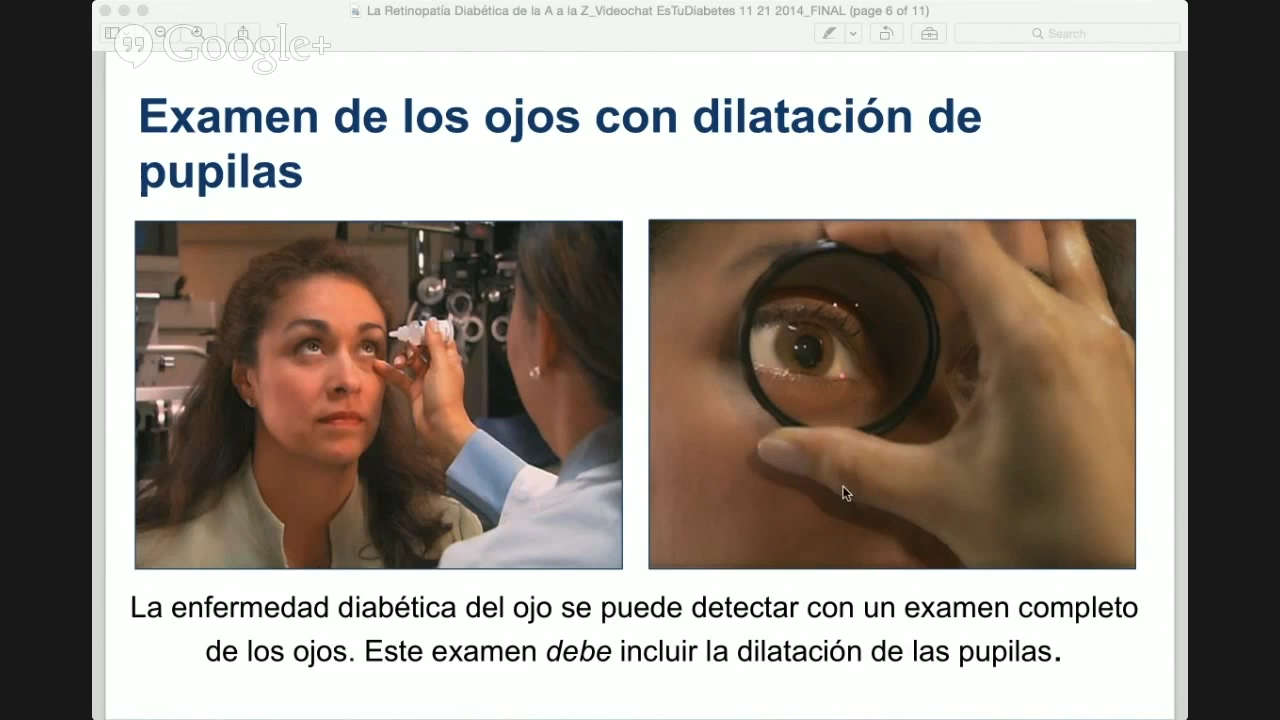 La Retinopatía Diabética de la A a la Z_Videochat EsTuDiabetes 11 21 2014_FINAL (page 6 of 11)
Google+
Search
Examen de los ojos con dilatación de
pupilas
La enfermedad diabética del ojo se puede detectar con un examen completo
de los ojos. Este examen debe incluir la dilatación de las pupilas.